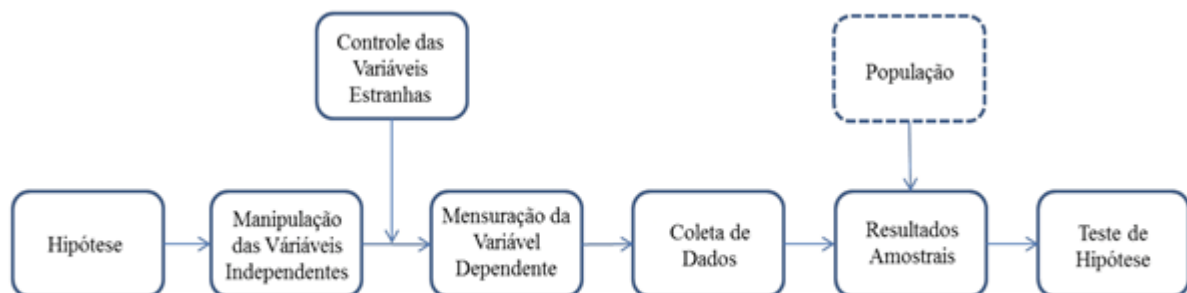 Controle das
Variáveis
Estranhas
População
Hipótese
Manipulação
das Váriáveis
Independentes
Mensuração da
Variável
Dependente
Coleta de
Dados
Resultados
Amostrais
Teste de
Hipótese